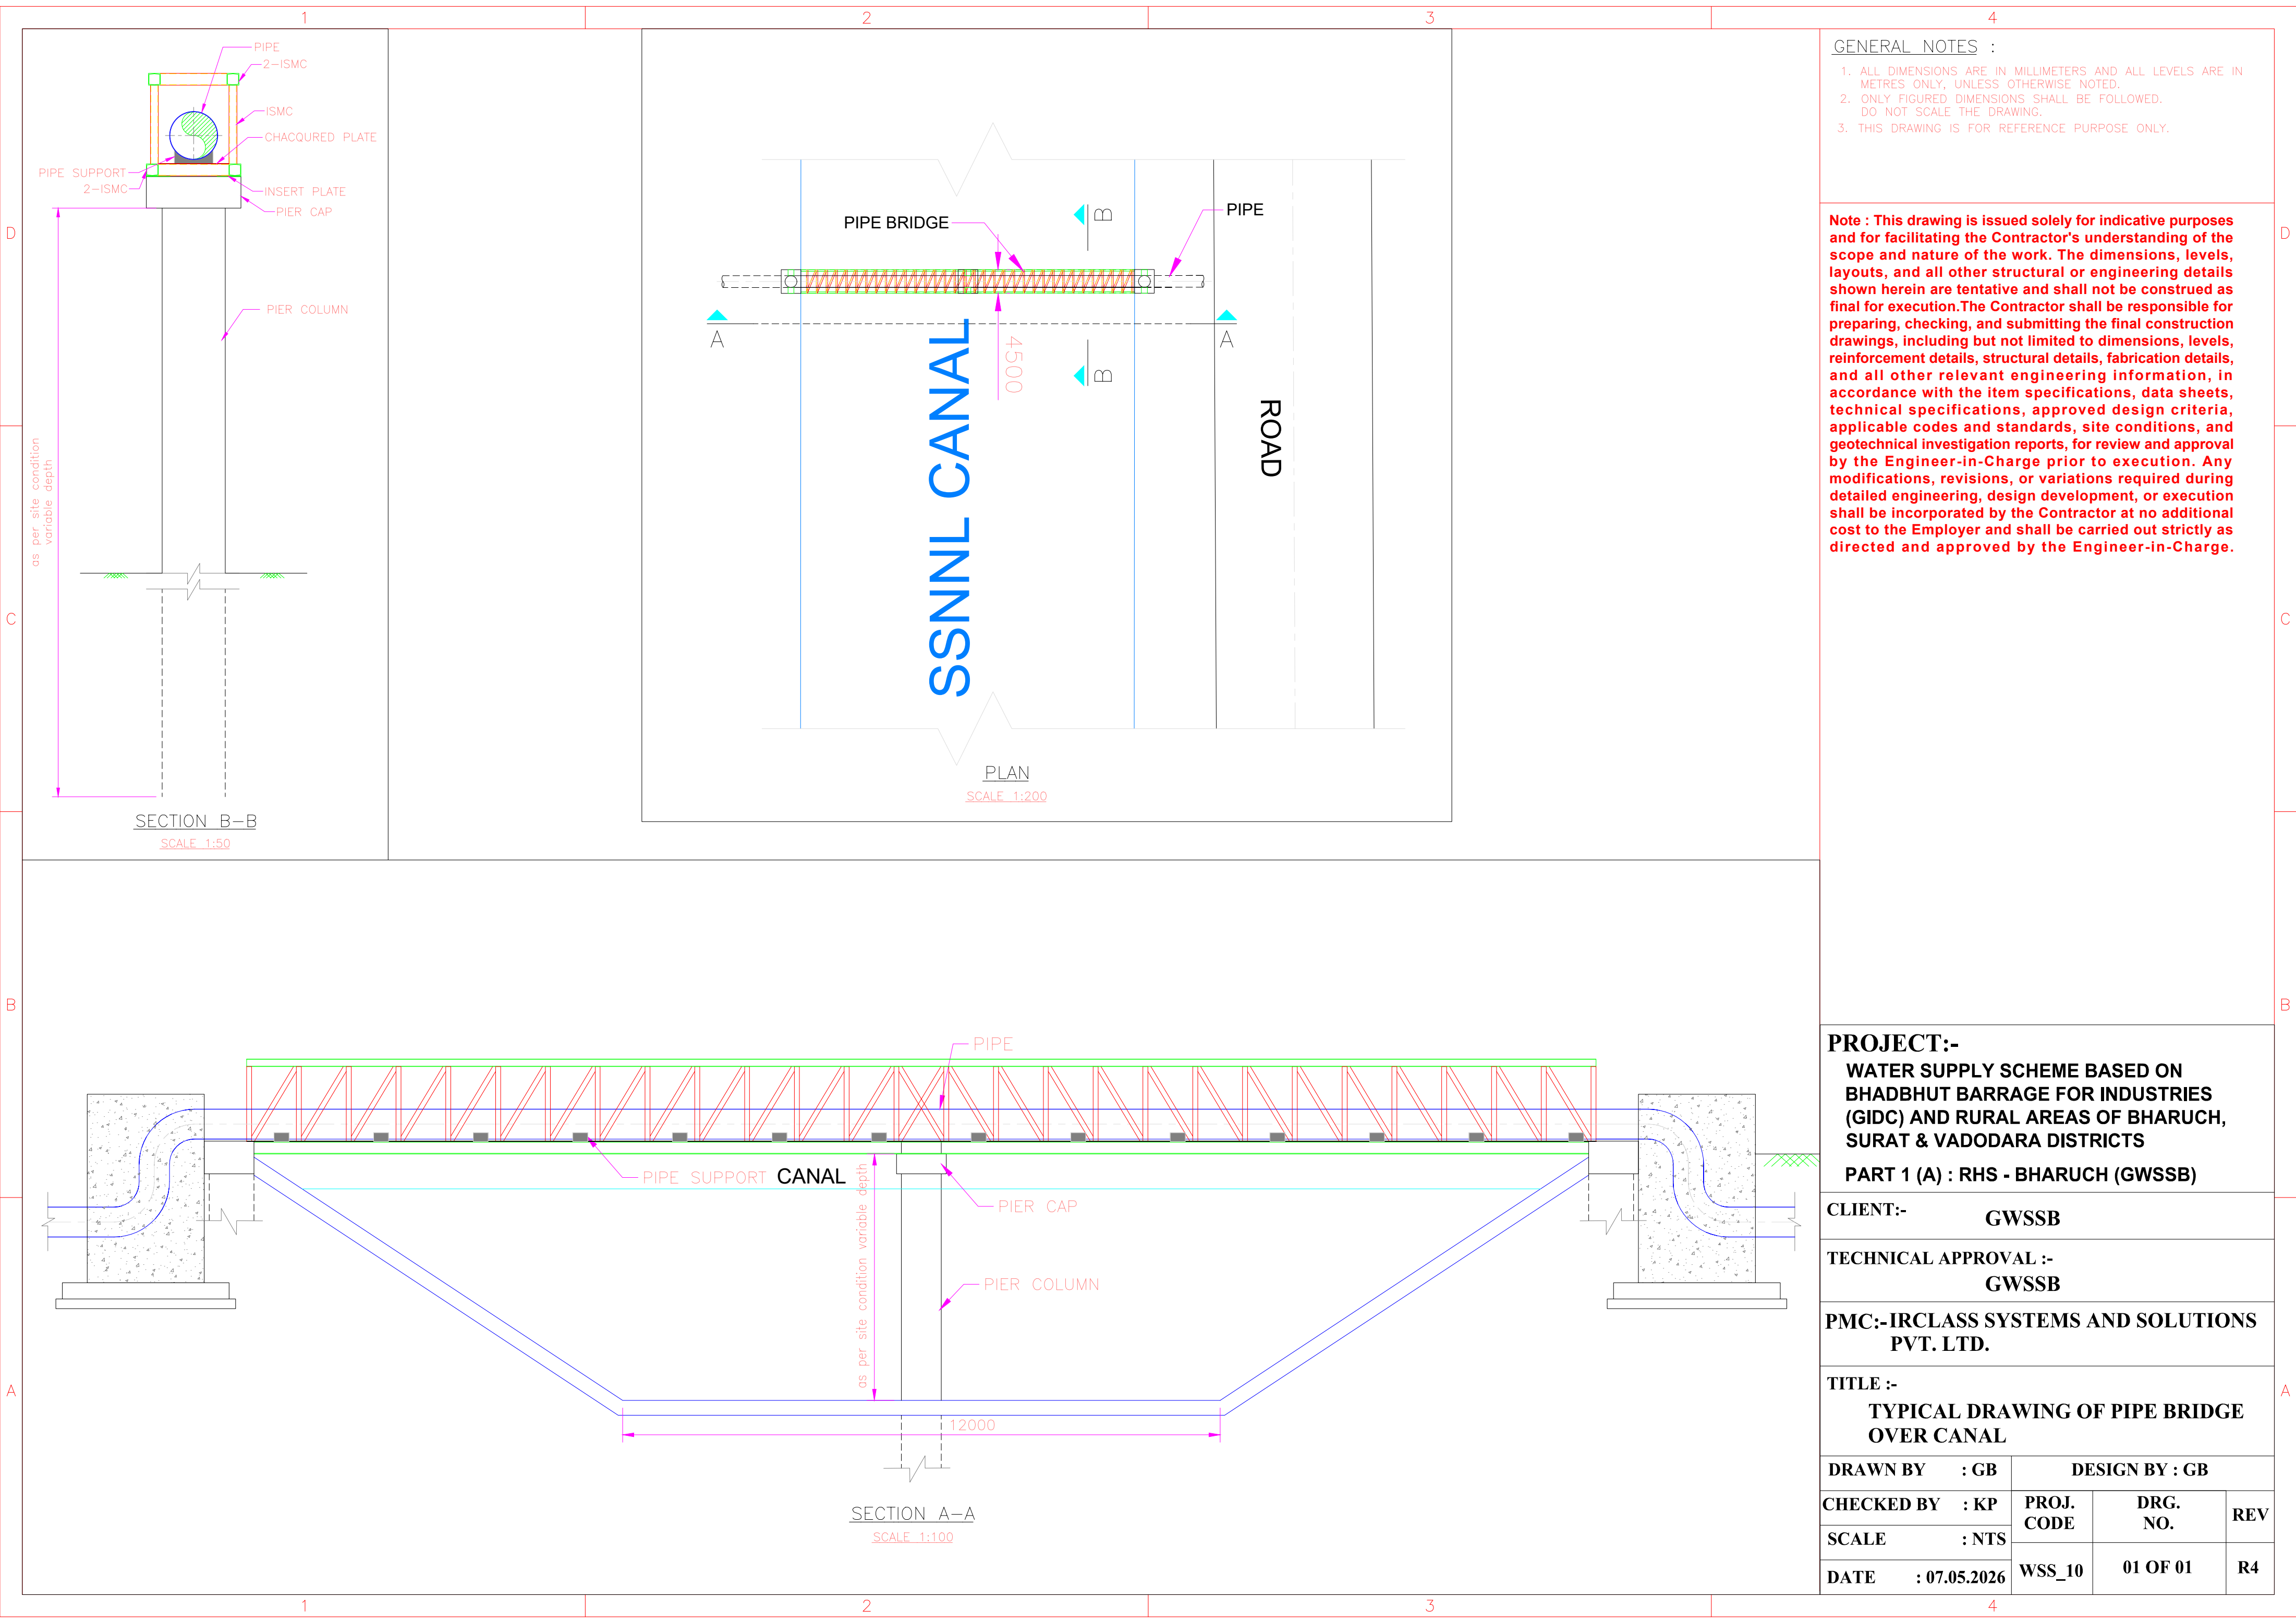 1
2
3
4
D
C
B
A
PIPE
2-ISMC
ISMC
CHACQURED PLATE
PIPE SUPPORT
2-ISMC
INSERT PLATE
PIER CAP
PIER COLUMN
as per site condition
variable depth
SECTION B-B
SCALE 1:50
PIPE BRIDGE
PIPE
B
B
A
A
4500
SSNNL CANAL
ROAD
PLAN
SCALE 1:200
PIPE
PIPE SUPPORT
CANAL
PIER CAP
as per site condition variable depth
PIER COLUMN
12000
SECTION A-A
SCALE 1:100
GENERAL NOTES :
1. ALL DIMENSIONS ARE IN MILLIMETERS AND ALL LEVELS ARE IN
METRES ONLY, UNLESS OTHERWISE NOTED.
2. ONLY FIGURED DIMENSIONS SHALL BE FOLLOWED.
DO NOT SCALE THE DRAWING.
3. THIS DRAWING IS FOR REFERENCE PURPOSE ONLY.
Note : This drawing is issued solely for indicative purposes
and for facilitating the Contractor's understanding of the
scope and nature of the work. The dimensions, levels,
layouts, and all other structural or engineering details
shown herein are tentative and shall not be construed as
final for execution.The Contractor shall be responsible for
preparing, checking, and submitting the final construction
drawings, including but not limited to dimensions, levels,
reinforcement details, structural details, fabrication details,
and all other relevant engineering information, in
accordance with the item specifications, data sheets,
technical specifications, approved design criteria,
applicable codes and standards, site conditions, and
geotechnical investigation reports, for review and approval
by the Engineer-in-Charge prior to execution. Any
modifications, revisions, or variations required during
detailed engineering, design development, or execution
shall be incorporated by the Contractor at no additional
cost to the Employer and shall be carried out strictly as
directed and approved by the Engineer-in-Charge.
PROJECT:-
WATER SUPPLY SCHEME BASED ON
BHADBHUT BARRAGE FOR INDUSTRIES
(GIDC) AND RURAL AREAS OF BHARUCH,
SURAT & VADODARA DISTRICTS
PART 1 (A) : RHS - BHARUCH (GWSSB)
CLIENT:-
GWSSB
TECHNICAL APPROVAL :-
GWSSB
PMC:-IRCLASS SYSTEMS AND SOLUTIONS
PVT. LTD.
TITLE :-
TYPICAL DRAWING OF PIPE BRIDGE
OVER CANAL
DRAWN BY : GB
DESIGN BY : GB
CHECKED BY : KP
PROJ.
CODE
DRG.
NO.
REV
SCALE : NTS
DATE : 07.05.2026
WSS_10
01 OF 01
R4
D
C
B
A
1
2
3
4